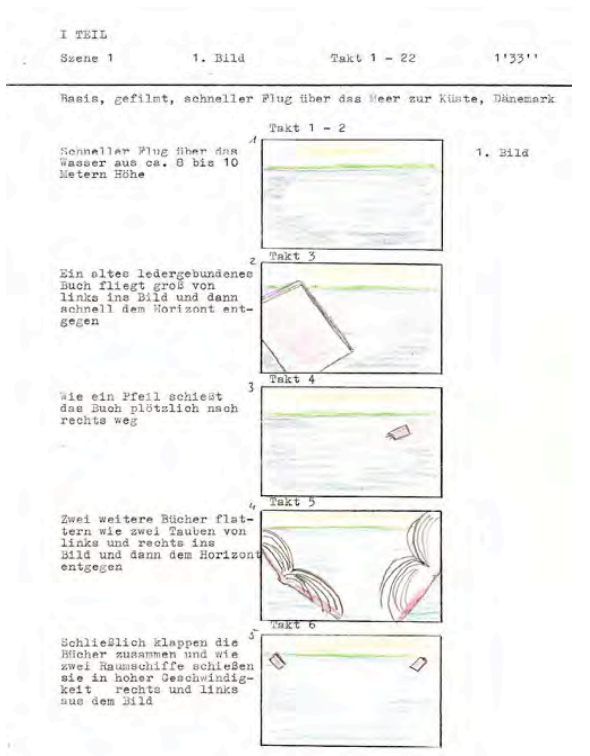 I TEIL
Szene 1 1. Bild Takt 1 - 22 1'33''
Basis, gefilmt, schneller Flug über das Meer zur Küste, Dänemark
Takt 1 - 2
1
Schneller Flug über das
Wasser aus ca. 8 bis 10
Metern Höhe
1. Bild
Takt 3
2
Ein altes ledergebundenes
Buch fliegt groß von
links ins Bild und dann
schnell dem Horizont ent-
gegen
Takt 4
3
Wie ein Pfeil schießt
das Buch plötzlich nach
rechts weg
Takt 5
4
Zwei weitere Bücher flat-
tern wie zwei Tauben von
links und rechts ins
Bild und dann dem Horizont
entgegen
Takt 6
5
Schließlich klappen die
Bücher zusammen und wie
zwei Raumschiffe schießen
sie in hoher Geschwindig-
keit rechts und links
aus dem Bild